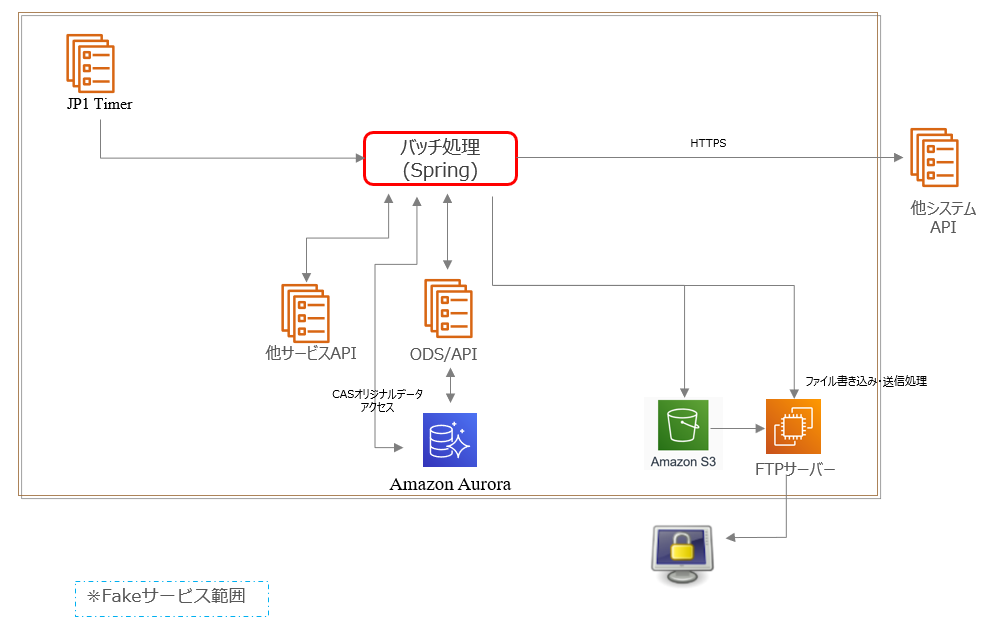 JP1 Timer
バッチ処理
(Spring)
HTTPS
他システム
API
他サービスAPI
ODS/API
CASオリジナルデータ
アクセス
ファイル書き込み・送信処理
Amazon S3
FTPサーバー
Amazon Aurora
※Fakeサービス範囲